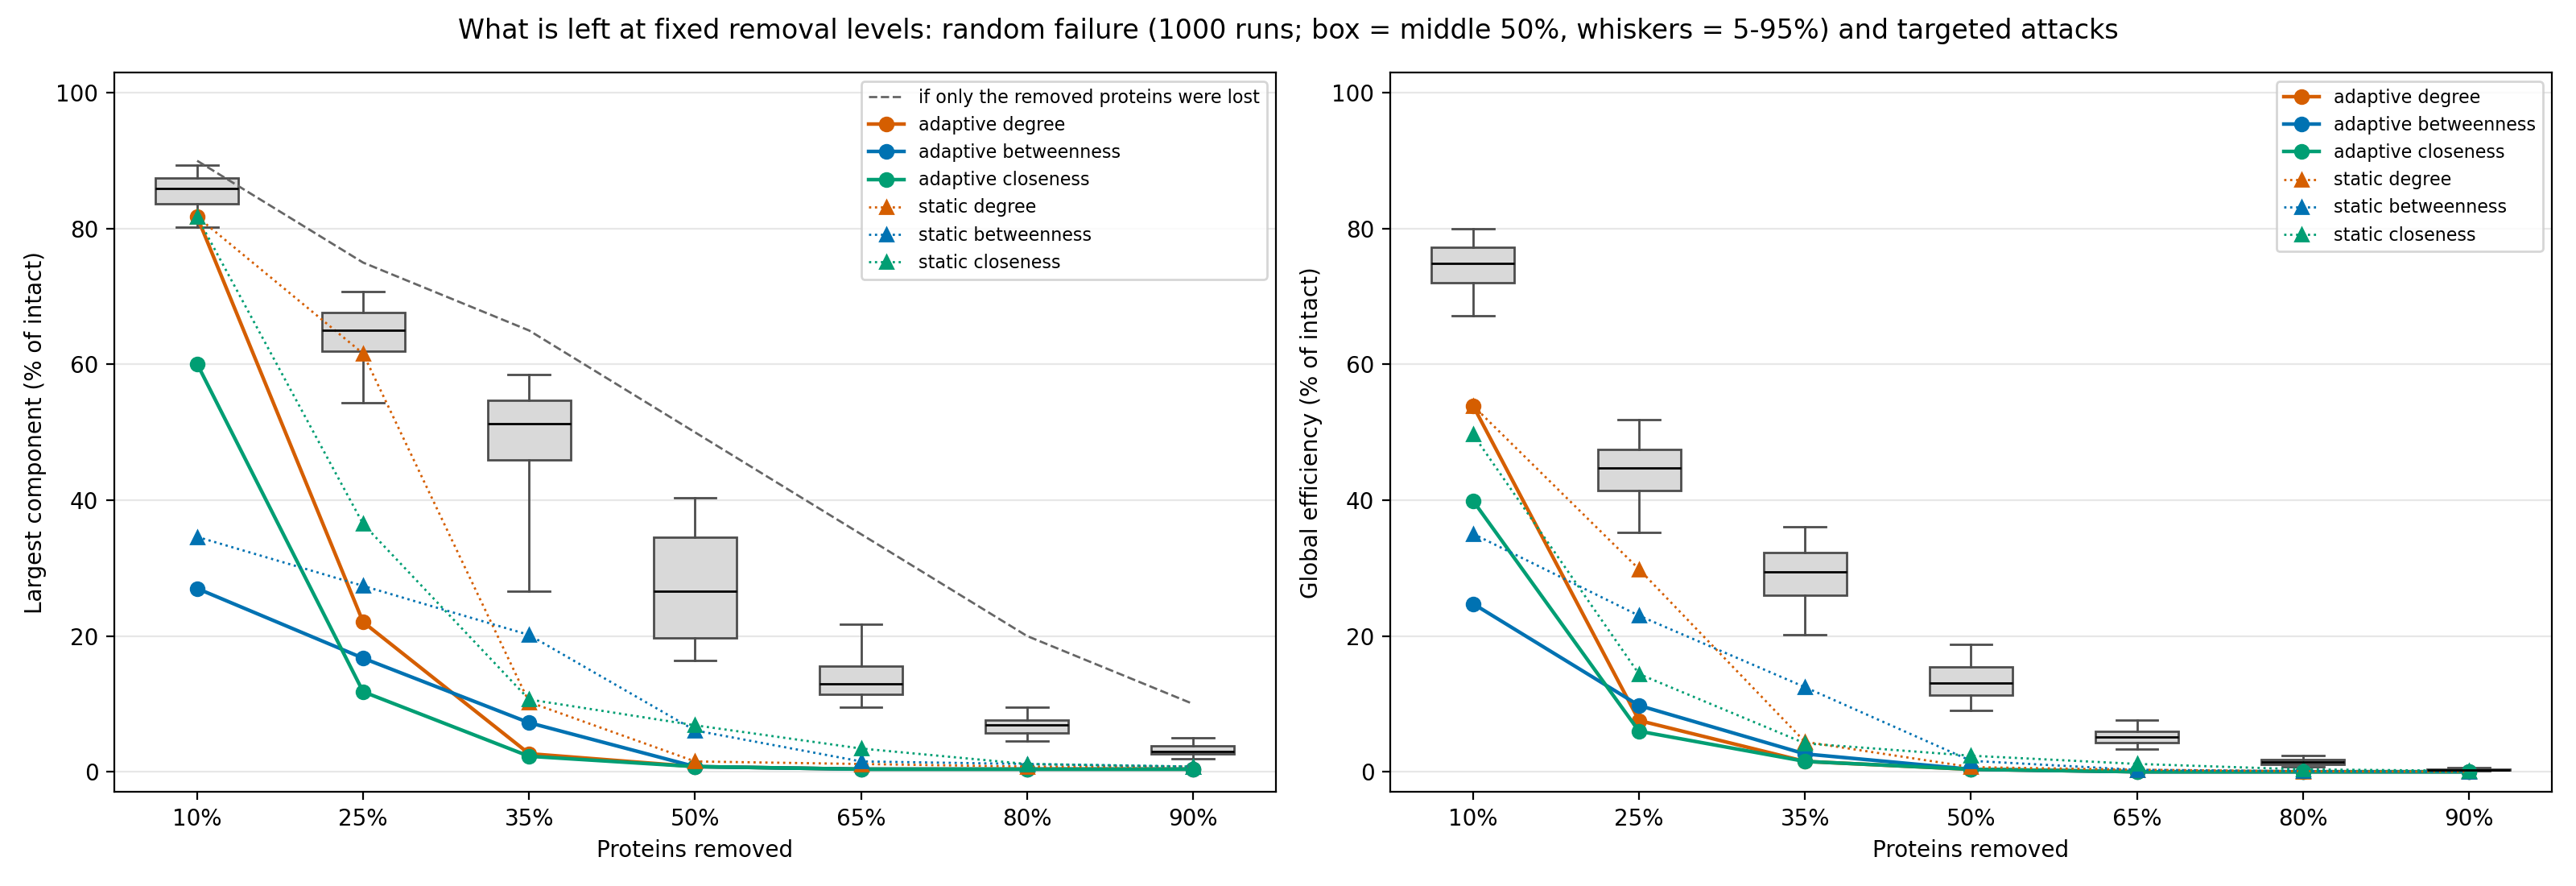 What is left at fixed removal levels: random failure (1000 runs; box = middle 50%, whiskers = 5-95%) and targeted attacks
Largest component (% of intact)
100
80
60
40
20
0
if only the removed proteins were lost
adaptive degree
adaptive betweenness
adaptive closeness
static degree
static betweenness
static closeness
10% 25% 35% 50% 65% 80% 90%
Proteins removed
Global efficiency (% of intact)
100
80
60
40
20
0
adaptive degree
adaptive betweenness
adaptive closeness
static degree
static betweenness
static closeness
10% 25% 35% 50% 65% 80% 90%
Proteins removed